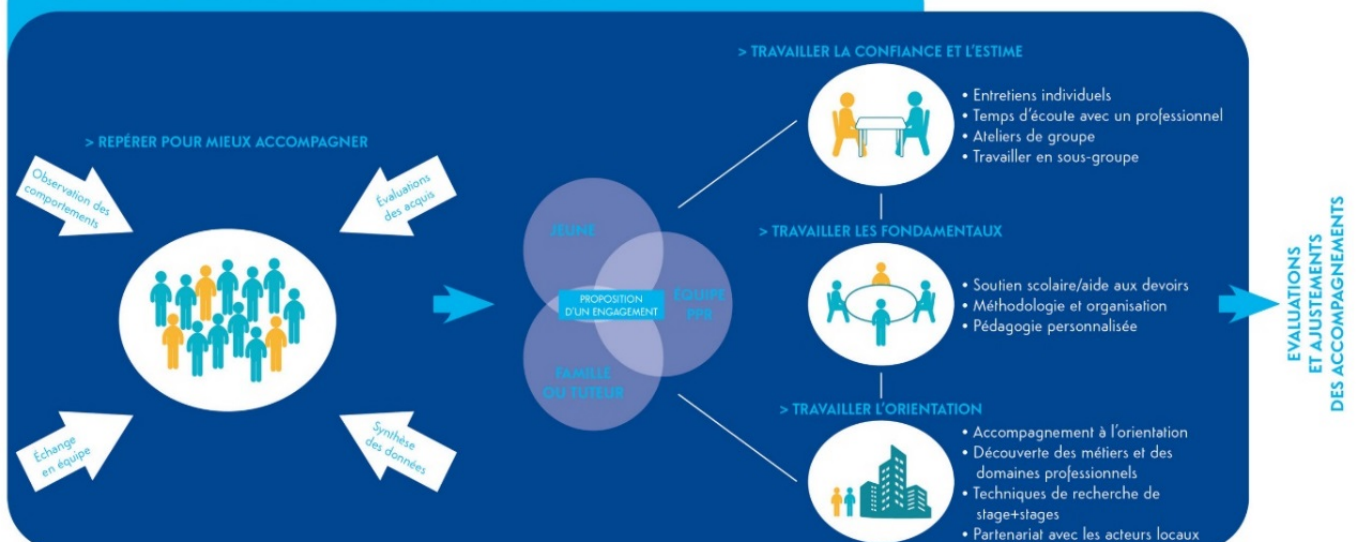 > REPÉRER POUR MIEUX ACCOMPAGNER
Observation des
comportements
Évaluations
des acquis
Échange
en équipe
Synthèse
des données
JEUNE
PROPOSITION
D'UN ENGAGEMENT
ÉQUIPE
PPR
FAMILLE
OU TUTEUR
> TRAVAILLER LA CONFIANCE ET L'ESTIME
• Entretiens individuels
• Temps d'écoute avec un professionnel
• Ateliers de groupe
• Travailler en sous-groupe
> TRAVAILLER LES FONDAMENTAUX
• Soutien scolaire/aide aux devoirs
• Méthodologie et organisation
• Pédagogie personnalisée
> TRAVAILLER L'ORIENTATION
• Accompagnement à l'orientation
• Découverte des métiers et des
domaines professionnels
• Techniques de recherche de
stage+stages
• Partenariat avec les acteurs locaux
EVALUATIONS
ET AJUSTEMENTS
DES ACCOMPAGNEMENTS